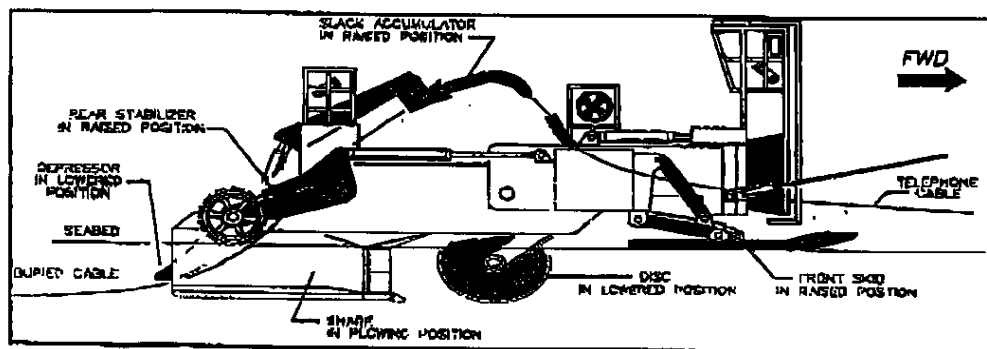 SLACK ACCUMULATOR
IN RAISED POSITION
FWD
REAR STABILIZER
IN RAISED POSITION
DEPRESSOR
IN LOWERED
POSITION
TELEPHONE
CABLE
SEABED
BURIED CABLE
DISC
IN LOWERED POSITION
FRONT SKID
IN RAISED POSITION
SHARE
IN PLOWING POSITION